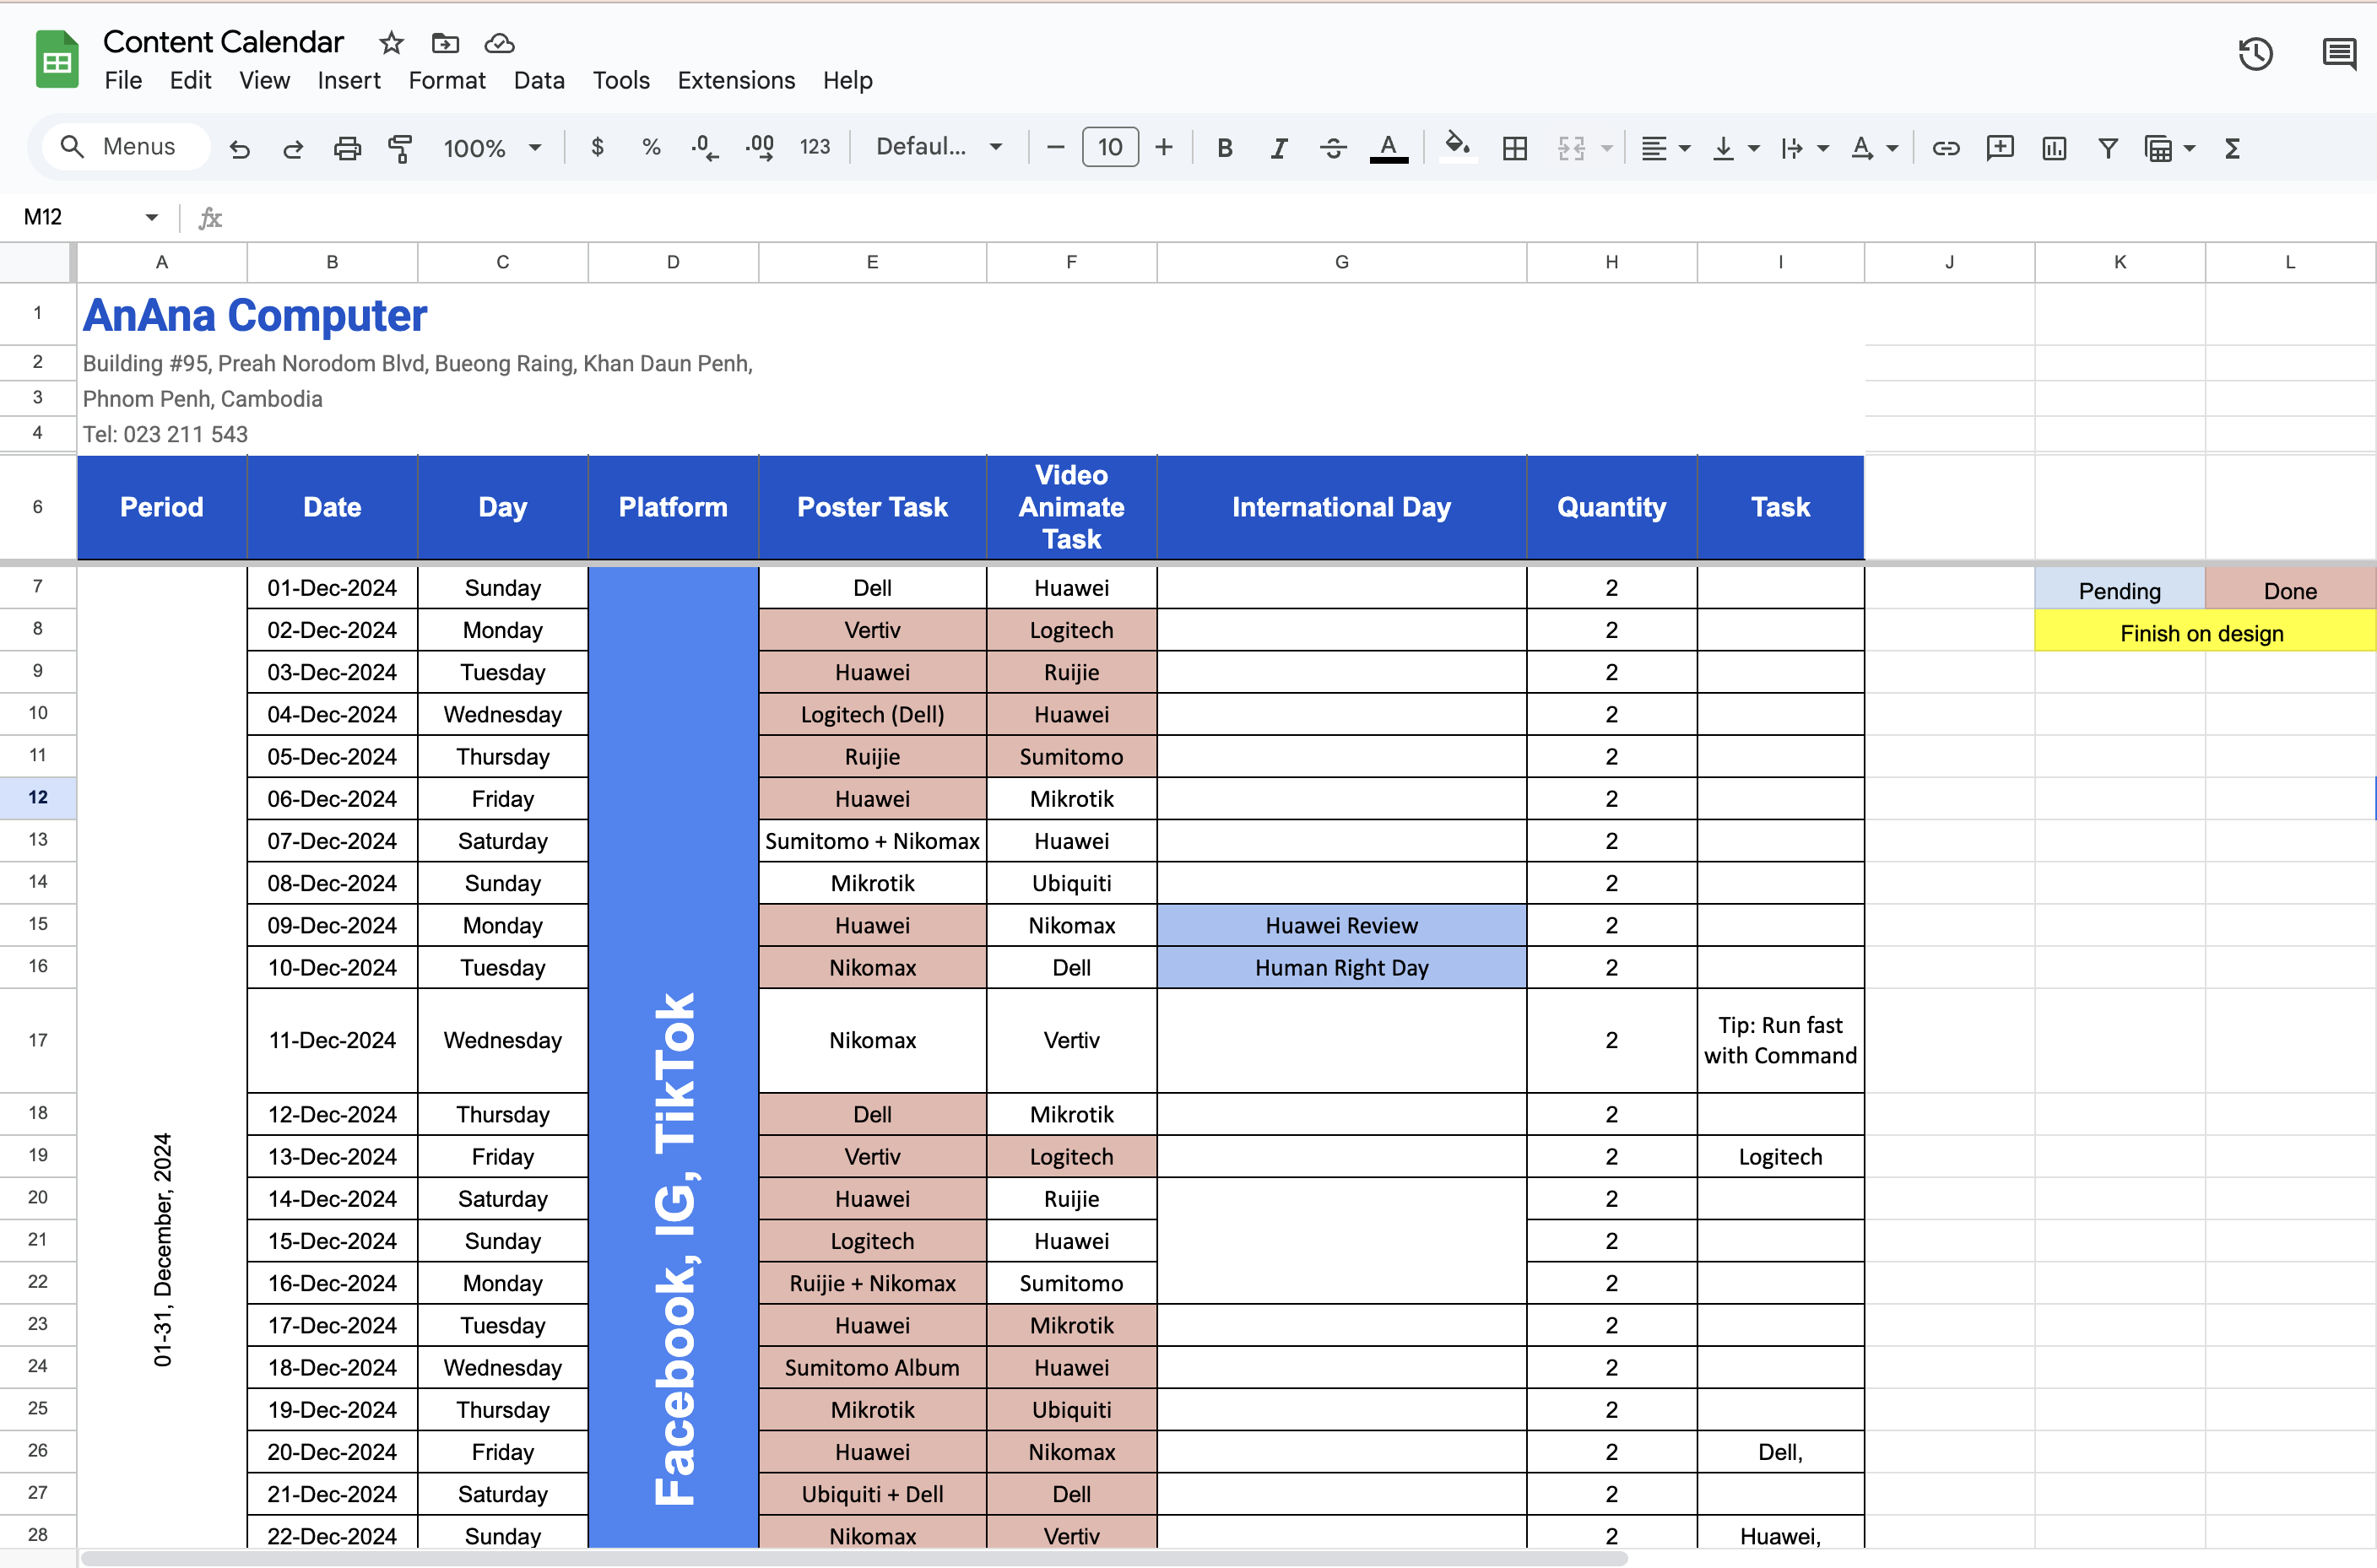 Content Calendar
File Edit View Insert Format Data Tools Extensions Help
Menus 100% $ % .0 .00 123 Defaul... 10 B I S A
M12 fx
A B C D E F G H I J K L
1 AnAna Computer
2 Building #95, Preah Norodom Blvd, Bueong Raing, Khan Daun Penh,
3 Phnom Penh, Cambodia
4 Tel: 023 211 543
6 Period Date Day Platform Poster Task Video Animate Task International Day Quantity Task
01-31, December, 2024
Facebook, IG, TikTok
7 01-Dec-2024 Sunday Dell Huawei 2 Pending Done
8 02-Dec-2024 Monday Vertiv Logitech 2 Finish on design
9 03-Dec-2024 Tuesday Huawei Ruijie 2
10 04-Dec-2024 Wednesday Logitech (Dell) Huawei 2
11 05-Dec-2024 Thursday Ruijie Sumitomo 2
12 06-Dec-2024 Friday Huawei Mikrotik 2
13 07-Dec-2024 Saturday Sumitomo + Nikomax Huawei 2
14 08-Dec-2024 Sunday Mikrotik Ubiquiti 2
15 09-Dec-2024 Monday Huawei Nikomax Huawei Review 2
16 10-Dec-2024 Tuesday Nikomax Dell Human Right Day 2
17 11-Dec-2024 Wednesday Nikomax Vertiv 2 Tip: Run fast with Command
18 12-Dec-2024 Thursday Dell Mikrotik 2
19 13-Dec-2024 Friday Vertiv Logitech 2 Logitech
20 14-Dec-2024 Saturday Huawei Ruijie 2
21 15-Dec-2024 Sunday Logitech Huawei 2
22 16-Dec-2024 Monday Ruijie + Nikomax Sumitomo 2
23 17-Dec-2024 Tuesday Huawei Mikrotik 2
24 18-Dec-2024 Wednesday Sumitomo Album Huawei 2
25 19-Dec-2024 Thursday Mikrotik Ubiquiti 2
26 20-Dec-2024 Friday Huawei Nikomax 2 Dell,
27 21-Dec-2024 Saturday Ubiquiti + Dell Dell 2
28 22-Dec-2024 Sunday Nikomax Vertiv 2 Huawei,